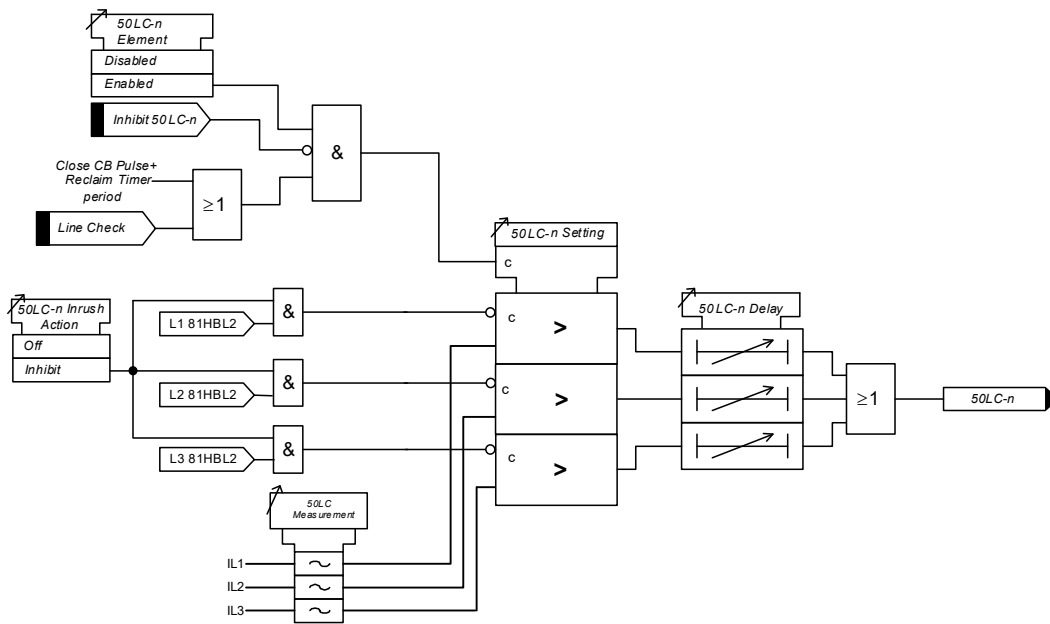 50LC-n
Element
Disabled
Enabled
Inhibit 50LC-n
&
Close CB Pulse+
Reclaim Timer
period
≥1
Line Check
50LC-n Setting
c
50LC-n Inrush
Action
Off
Inhibit
L1 81HBL2
&
c
>
L2 81HBL2
&
c
>
L3 81HBL2
&
c
>
50LC-n Delay
≥1
50LC-n
50LC
Measurement
IL1
~
IL2
~
IL3
~